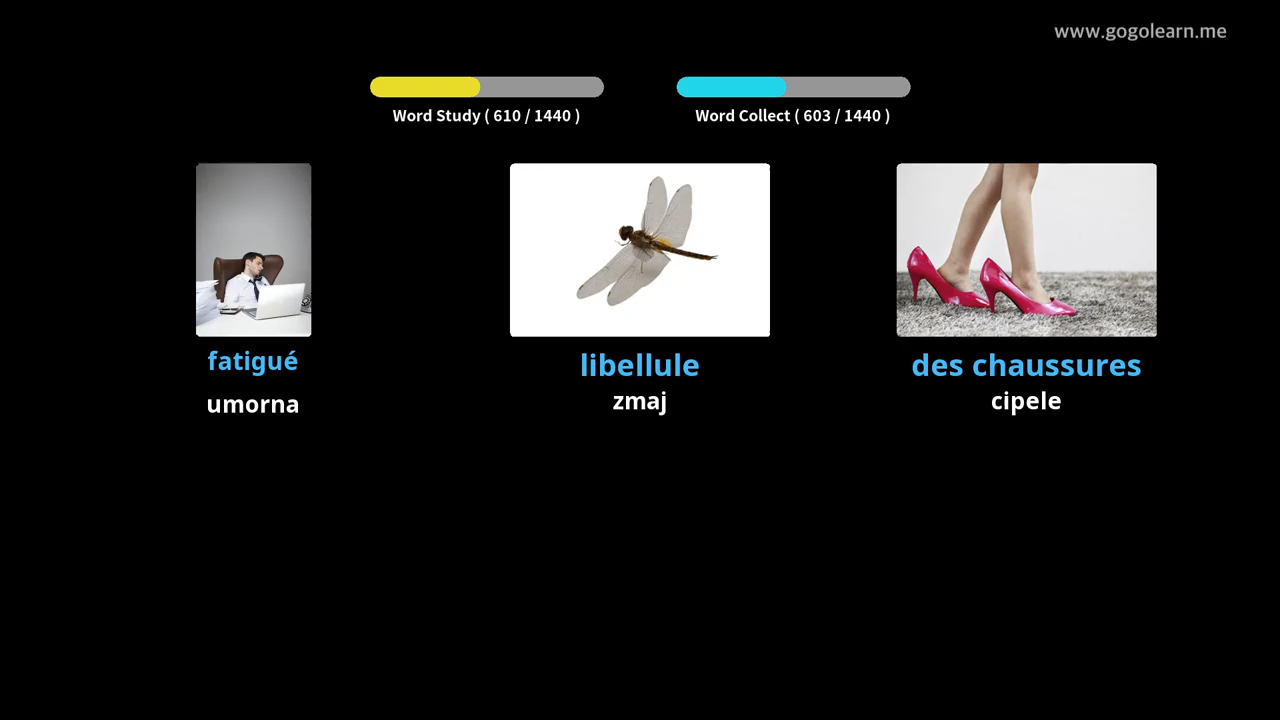 www.gogolearn.me
Word Study ( 610 / 1440 )
Word Collect ( 603 / 1440 )
fatigué
umorna
libellule
zmaj
des chaussures
cipele